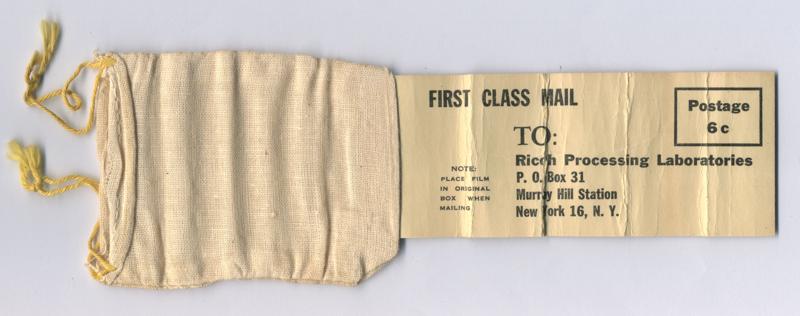 FIRST CLASS MAIL
Postage
6c
TO:
Ricoh Processing Laboratories
P. O. Box 31
Murray Hill Station
New York 16, N. Y.
NOTE:
PLACE FILM
IN ORIGINAL
BOX WHEN
MAILING